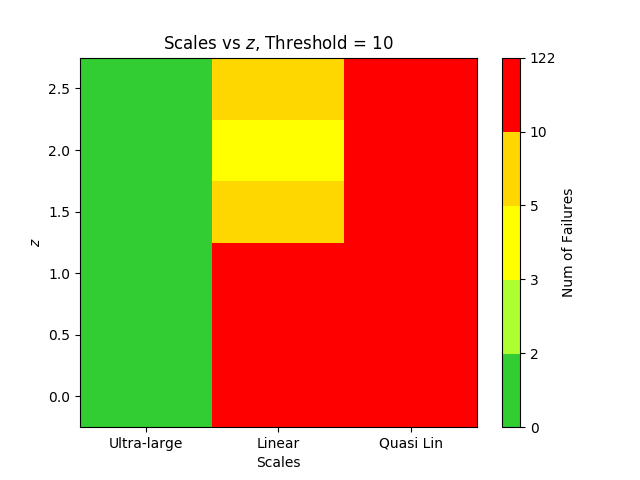 Scales vs z, Threshold = 10
2.5
2.0
1.5
1.0
0.5
0.0
z
Ultra-large
Linear
Quasi Lin
Scales
122
10
5
3
2
0
Num of Failures